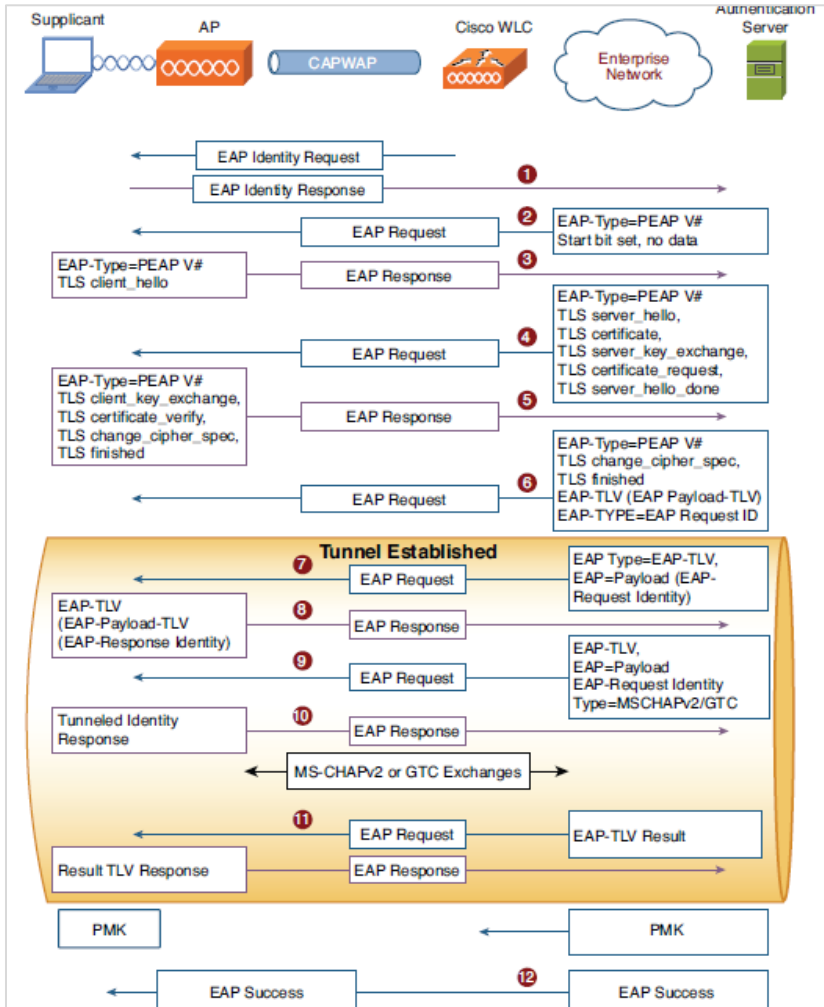 Supplicant
AP
CAPWAP
Cisco WLC
Enterprise
Network
Authentication
Server
EAP Identity Request
EAP Identity Response
1
2
EAP Request
EAP-Type=PEAP V#
Start bit set, no data
EAP-Type=PEAP V#
TLS client_hello
EAP Response
3
EAP Request
4
EAP-Type=PEAP V#
TLS server_hello,
TLS certificate,
TLS server_key_exchange,
TLS certificate_request,
TLS server_hello_done
EAP-Type=PEAP V#
TLS client_key_exchange,
TLS certificate_verify,
TLS change_cipher_spec,
TLS finished
EAP Response
5
EAP Request
6
EAP-Type=PEAP V#
TLS change_cipher_spec,
TLS finished
EAP-TLV (EAP Payload-TLV)
EAP-TYPE=EAP Request ID
Tunnel Established
7
EAP Request
EAP Type=EAP-TLV,
EAP=Payload (EAP-
Request Identity)
EAP-TLV
(EAP-Payload-TLV
(EAP-Response Identity)
8
EAP Response
9
EAP Request
EAP-TLV,
EAP=Payload
EAP-Request Identity
Type=MSCHAPv2/GTC
Tunneled Identity
Response
10
EAP Response
MS-CHAPv2 or GTC Exchanges
11
EAP Request
EAP-TLV Result
Result TLV Response
EAP Response
PMK
PMK
12
EAP Success
EAP Success